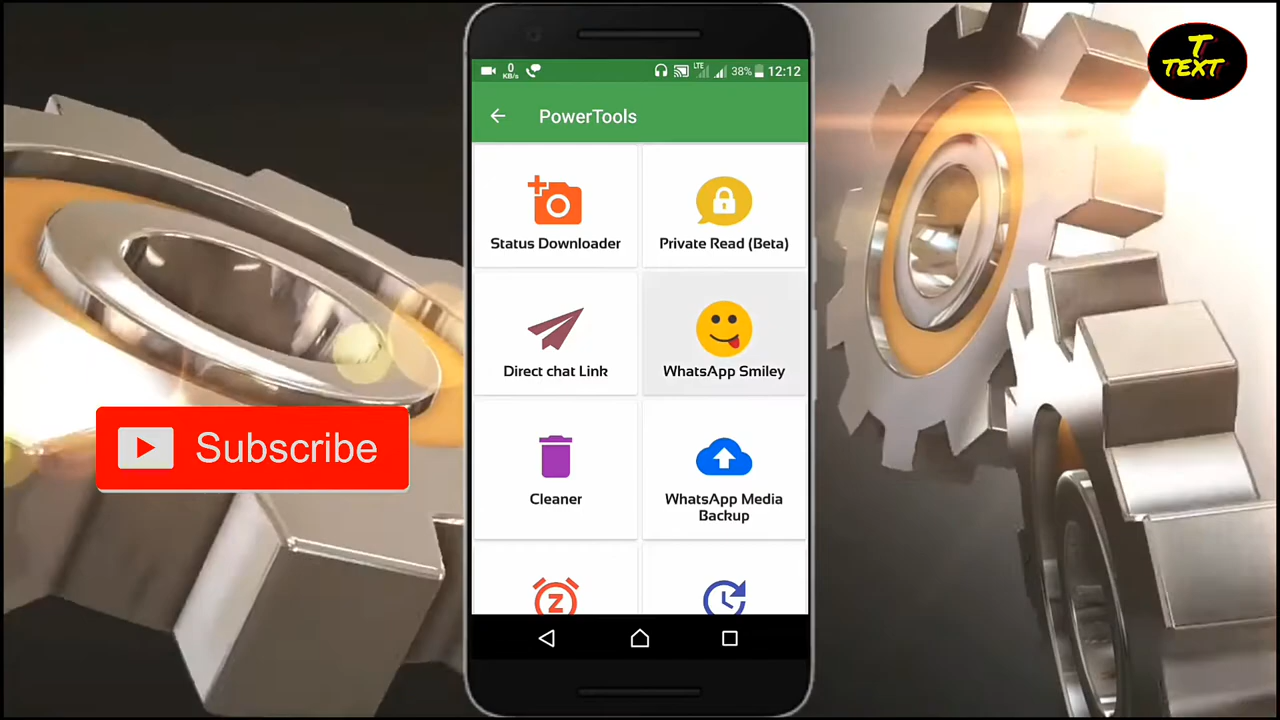 T
TEXT
0
KB/s
LTE
38%
12:12
PowerTools
Status Downloader
Private Read (Beta)
Direct chat Link
WhatsApp Smiley
Subscribe
Cleaner
WhatsApp Media
Backup
Z